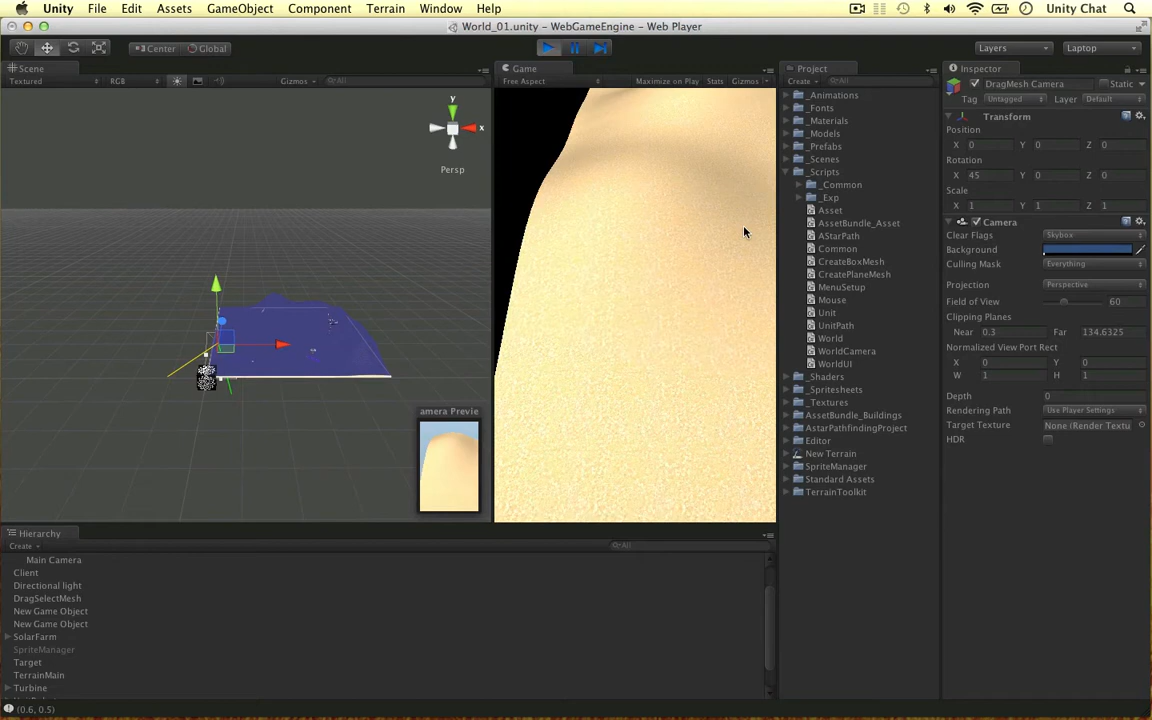 Unity File Edit Assets GameObject Component Terrain Window Help Unity Chat
World_01.unity – WebGameEngine – Web Player
Center Global Layers Laptop
Scene
Textured RGB Gizmos All
y
x
Persp
amera Previe
Game
Free Aspect Maximize on Play Stats Gizmos
Project
Create All
_Animations
_Fonts
_Materials
_Models
_Prefabs
_Scenes
_Scripts
_Common
_Exp
Asset
AssetBundle_Asset
AStarPath
Common
CreateBoxMesh
CreatePlaneMesh
MenuSetup
Mouse
Unit
UnitPath
World
WorldCamera
WorldUI
_Shaders
_Spritesheets
_Textures
AssetBundle_Buildings
AstarPathfindingProject
Editor
New Terrain
SpriteManager
Standard Assets
TerrainToolkit
Inspector
DragMesh Camera Static
Tag Untagged Layer Default
Transform
Position
X 0 Y 0 Z 0
Rotation
X 45 Y 0 Z 0
Scale
X 1 Y 1 Z 1
Camera
Clear Flags Skybox
Background
Culling Mask Everything
Projection Perspective
Field of View 60
Clipping Planes
Near 0.3 Far 134.6325
Normalized View Port Rect
X 0 Y 0
W 1 H 1
Depth 0
Rendering Path Use Player Settings
Target Texture None (Render Textu
HDR
Hierarchy
Create All
Main Camera
Client
Directional light
DragSelectMesh
New Game Object
New Game Object
SolarFarm
SpriteManager
Target
TerrainMain
Turbine
(0.6, 0.5)